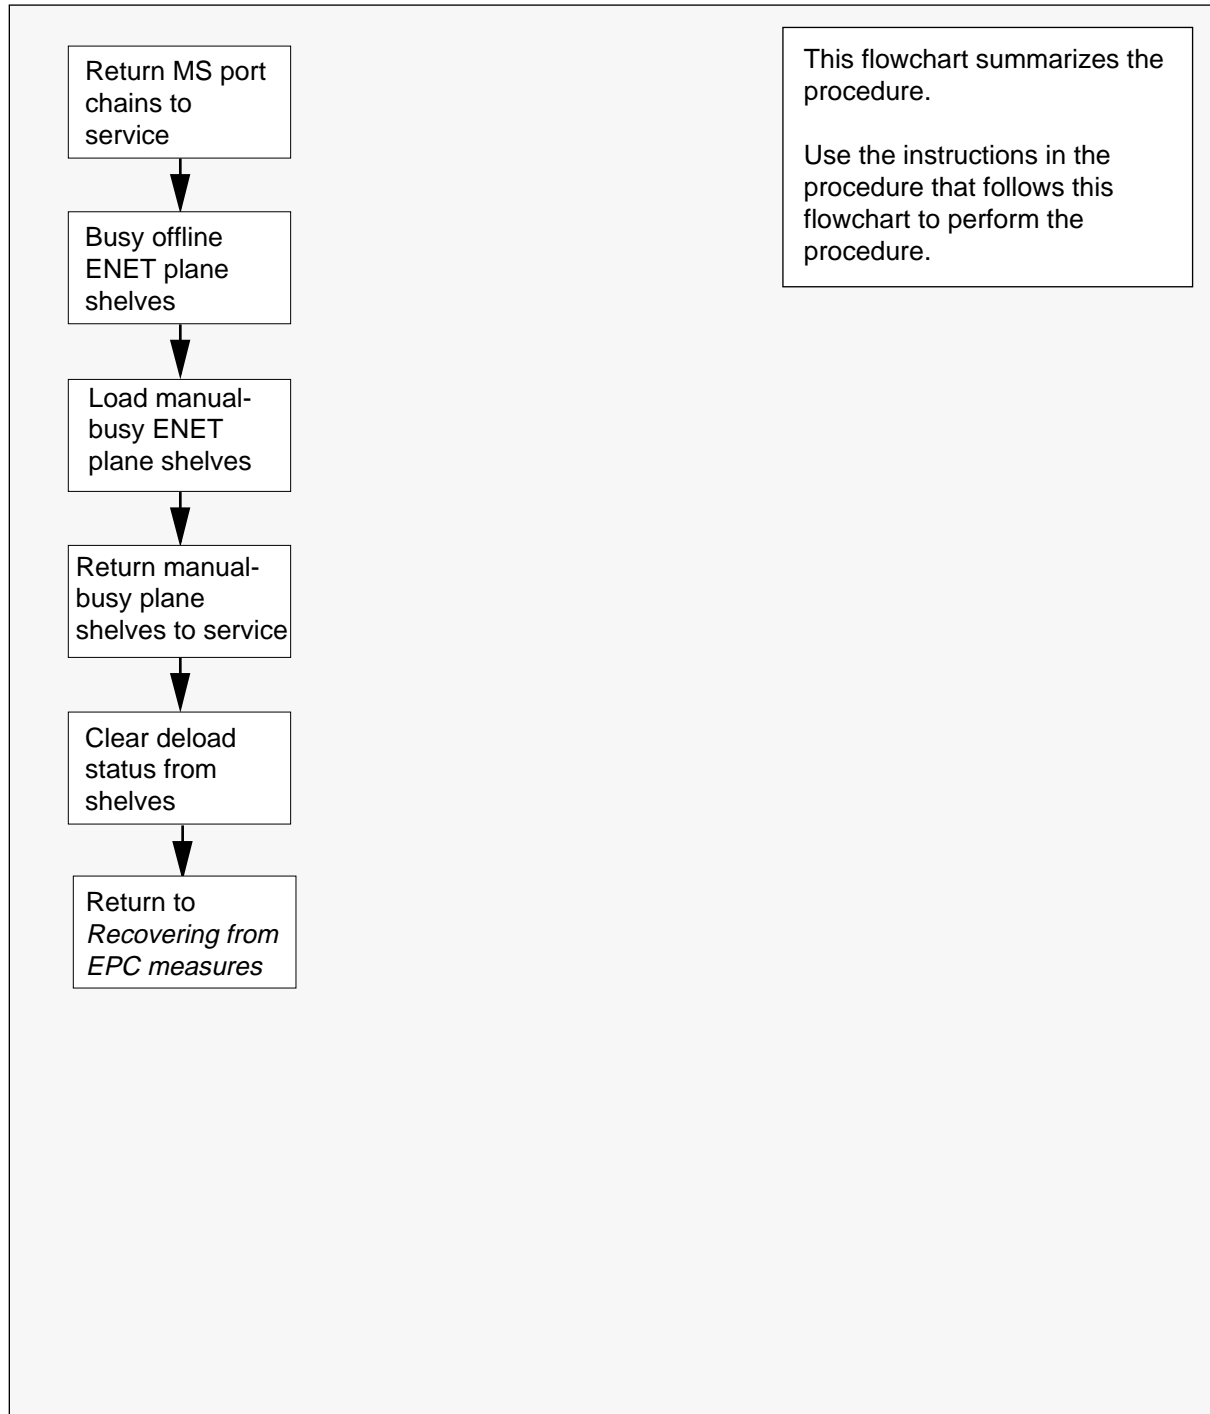 Return MS port
chains to
service
Busy offline
ENET plane
shelves
Load manual-
busy ENET
plane shelves
Return manual-
busy plane
shelves to service
Clear deload
status from
shelves
Return to
Recovering from
EPC measures
This flowchart summarizes the
procedure.
Use the instructions in the
procedure that follows this
flowchart to perform the
procedure.